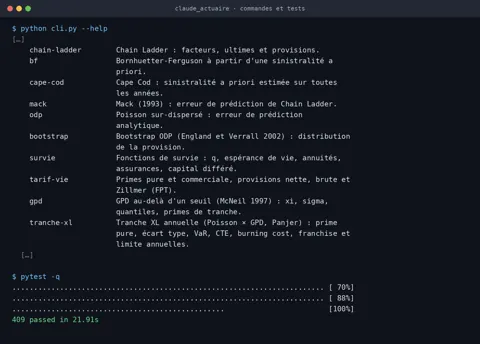 claude_actuaire - commandes et tests
$ python cli.py --help
[…]
chain-ladder Chain Ladder : facteurs, ultimes et provisions.
bf Bornhuetter-Ferguson à partir d'une sinistralité a
priori.
cape-cod Cape Cod : sinistralité a priori estimée sur toutes
les années.
mack Mack (1993) : erreur de prédiction de Chain Ladder.
odp Poisson sur-dispersé : erreur de prédiction
analytique.
bootstrap Bootstrap ODP (England et Verrall 2002) : distribution
de la provision.
survie Fonctions de survie : q, espérance de vie, annuités,
assurances, capital différé.
tarif-vie Primes pure et commerciale, provisions nette, brute et
Zillmer (FPT).
gpd GPD au-delà d'un seuil (McNeil 1997) : xi, sigma,
quantiles, primes de tranche.
tranche-xl Tranche XL annuelle (Poisson × GPD, Panjer) : prime
pure, écart type, VaR, CTE, burning cost, franchise et
limite annuelles.
[…]
$ pytest -q
........................................................................ [ 70%]
........................................................................ [ 88%]
................................................. [100%]
409 passed in 21.91s